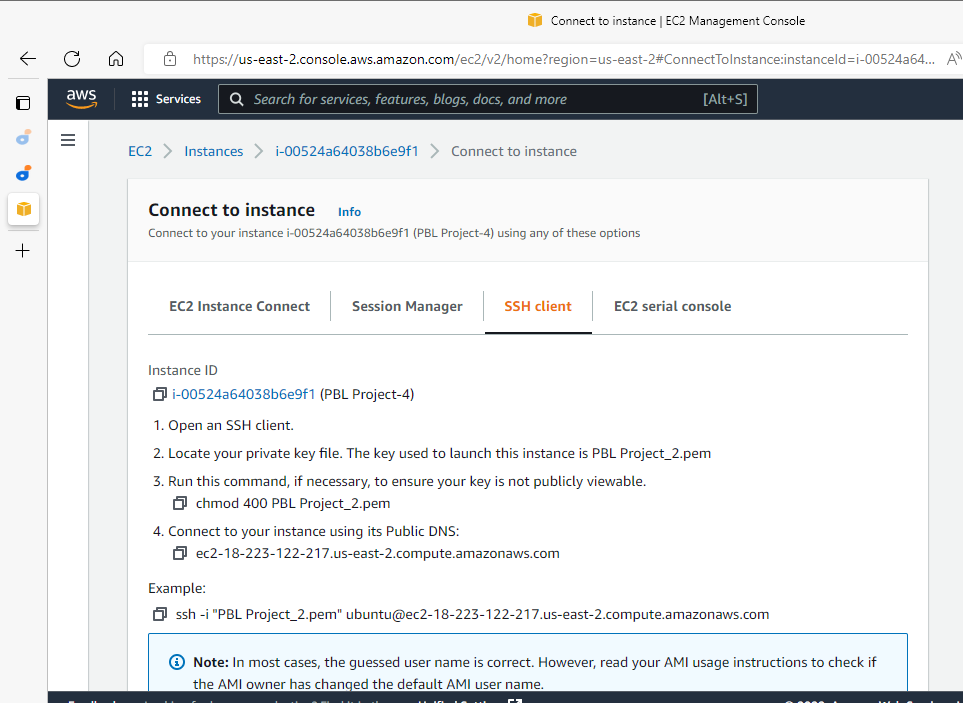 Connect to instance | EC2 Management Console
https://us-east-2.console.aws.amazon.com/ec2/v2/home?region=us-east-2#ConnectToInstance:instanceId=i-00524a64...
aws
Services
Search for services, features, blogs, docs, and more
[Alt+S]
EC2 > Instances > i-00524a64038b6e9f1 > Connect to instance
Connect to instance Info
Connect to your instance i-00524a64038b6e9f1 (PBL Project-4) using any of these options
EC2 Instance Connect
Session Manager
SSH client
EC2 serial console
Instance ID
i-00524a64038b6e9f1 (PBL Project-4)
1. Open an SSH client.
2. Locate your private key file. The key used to launch this instance is PBL Project_2.pem
3. Run this command, if necessary, to ensure your key is not publicly viewable.
chmod 400 PBL Project_2.pem
4. Connect to your instance using its Public DNS:
ec2-18-223-122-217.us-east-2.compute.amazonaws.com
Example:
ssh -i "PBL Project_2.pem" ubuntu@ec2-18-223-122-217.us-east-2.compute.amazonaws.com
Note: In most cases, the guessed user name is correct. However, read your AMI usage instructions to check if
the AMI owner has changed the default AMI user name.